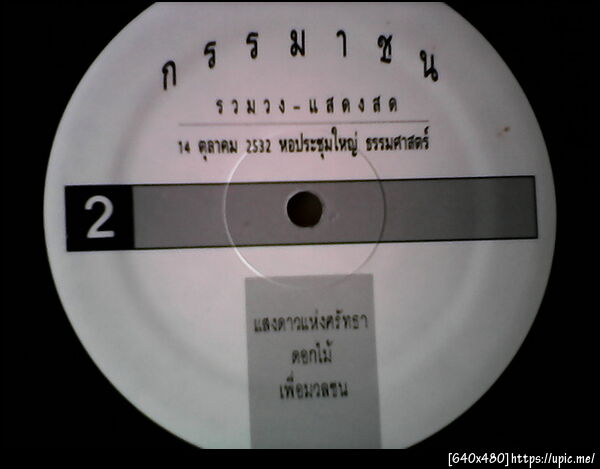 กรรมาชน
รวมวง - แสดงสด
14 ตุลาคม 2532 หอประชุมใหญ่ ธรรมศาสตร์
2
แสงดาวแห่งศรัทธา
ดอกไม้
เพื่อมวลชน
[640x480]https://upic.me/